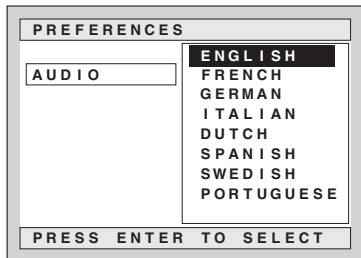 PREFERENCES
AUDIO
ENGLISH
FRENCH
GERMAN
ITALIAN
DUTCH
SPANISH
SWEDISH
PORTUGUESE
PRESS ENTER TO SELECT